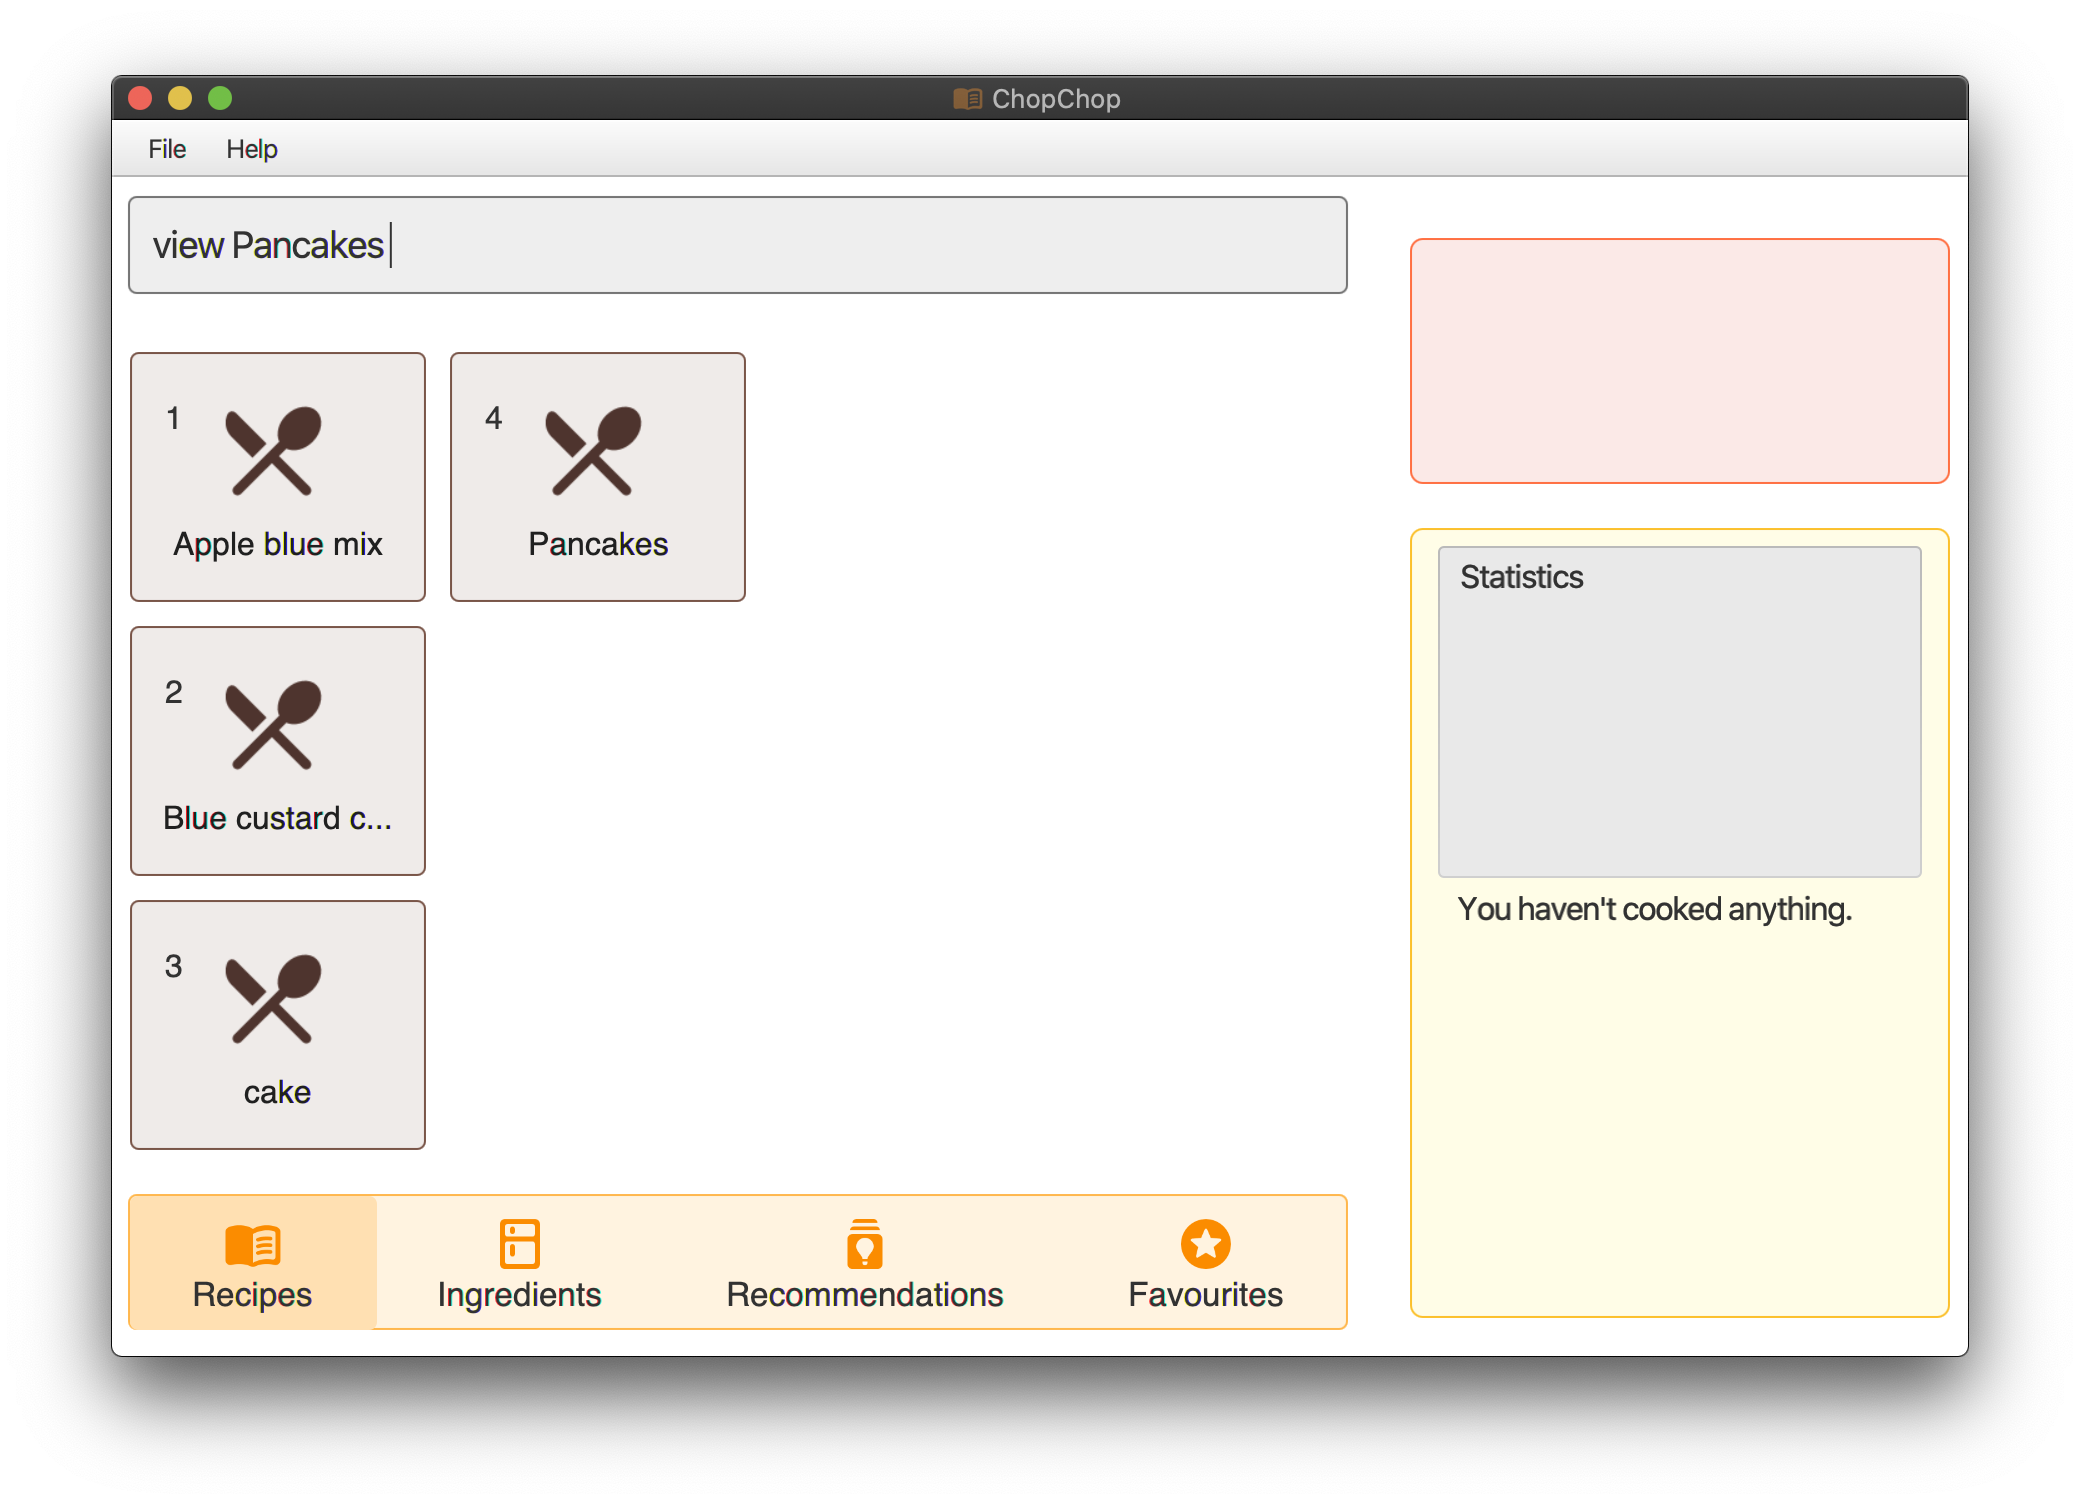 ChopChop
File Help
view Pancakes
1
Apple blue mix
4
Pancakes
2
Blue custard c...
3
cake
Statistics
You haven't cooked anything.
Recipes
Ingredients
Recommendations
Favourites